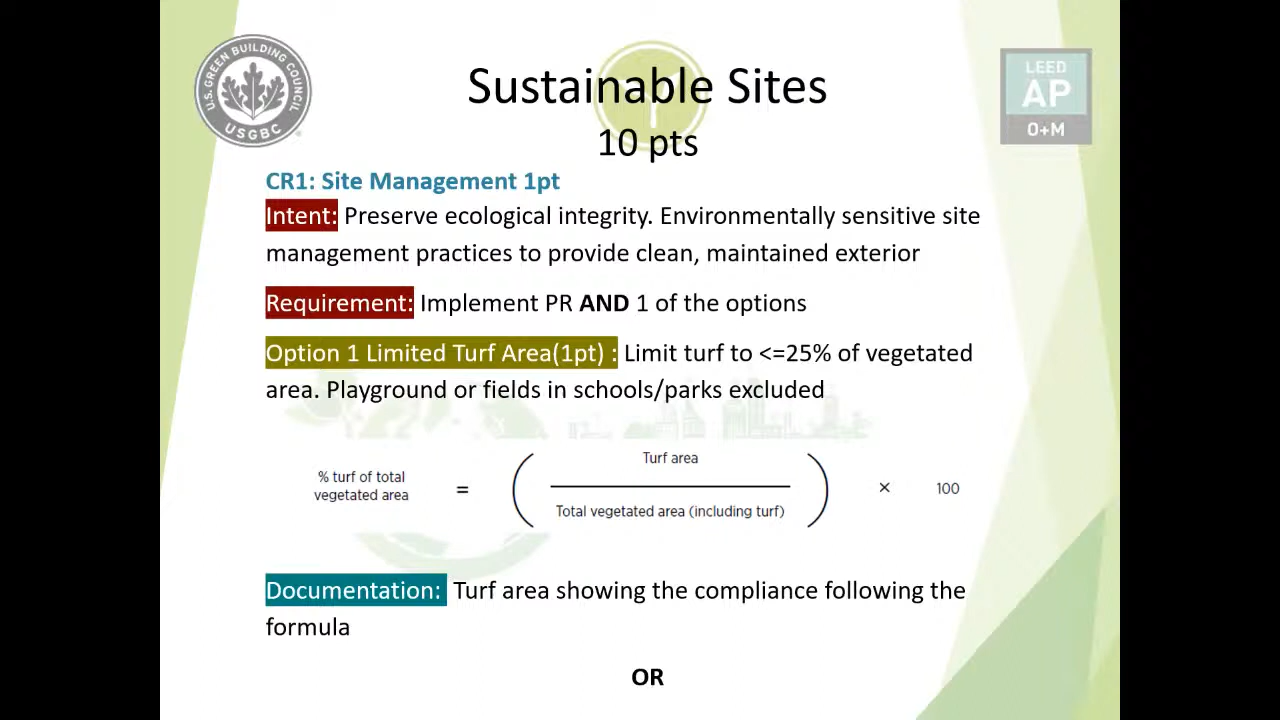 U.S. GREEN BUILDING COUNCIL
USGBC
Sustainable Sites
LEED
AP
O+M
10 pts
CR1: Site Management 1pt
Intent: Preserve ecological integrity. Environmentally sensitive site
management practices to provide clean, maintained exterior
Requirement: Implement PR AND 1 of the options
Option 1 Limited Turf Area(1pt) : Limit turf to <=25% of vegetated
area. Playground or fields in schools/parks excluded
% turf of total
vegetated area
=
Turf area
Total vegetated area (including turf)
× 100
Documentation: Turf area showing the compliance following the
formula
OR